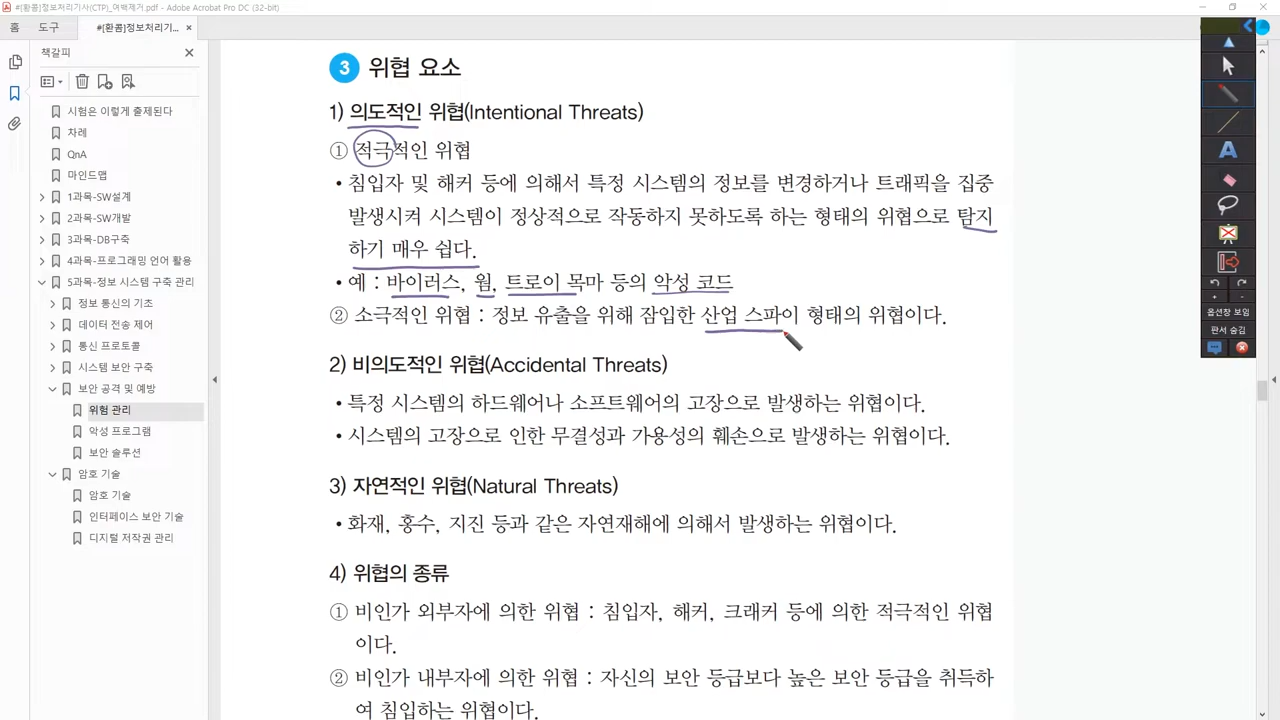 #[환콤]정보처리기사(CTP)_여백제거.pdf - Adobe Acrobat Pro DC (32-bit)
홈 도구 #[환콤]정보처리기... ×
책갈피 ×
시험은 이렇게 출제된다
차례
QnA
마인드맵
1과목-SW설계
2과목-SW개발
3과목-DB구축
4과목-프로그래밍 언어 활용
5과목-정보 시스템 구축 관리
정보 통신의 기초
데이터 전송 제어
통신 프로토콜
시스템 보안 구축
보안 공격 및 예방
위험 관리
악성 프로그램
보안 솔루션
암호 기술
암호 기술
인터페이스 보안 기술
디지털 저작권 관리
3 위협 요소
1) 의도적인 위협(Intentional Threats)
① 적극적인 위협
• 침입자 및 해커 등에 의해서 특정 시스템의 정보를 변경하거나 트래픽을 집중
발생시켜 시스템이 정상적으로 작동하지 못하도록 하는 형태의 위협으로 탐지
하기 매우 쉽다.
• 예 : 바이러스, 웜, 트로이 목마 등의 악성 코드
② 소극적인 위협 : 정보 유출을 위해 잠입한 산업 스파이 형태의 위협이다.
2) 비의도적인 위협(Accidental Threats)
• 특정 시스템의 하드웨어나 소프트웨어의 고장으로 발생하는 위협이다.
• 시스템의 고장으로 인한 무결성과 가용성의 훼손으로 발생하는 위협이다.
3) 자연적인 위협(Natural Threats)
• 화재, 홍수, 지진 등과 같은 자연재해에 의해서 발생하는 위협이다.
4) 위협의 종류
① 비인가 외부자에 의한 위협 : 침입자, 해커, 크래커 등에 의한 적극적인 위협
이다.
② 비인가 내부자에 의한 위협 : 자신의 보안 등급보다 높은 보안 등급을 취득하
여 침입하는 위협이다.
A
옵션창 보임
판서 숨김